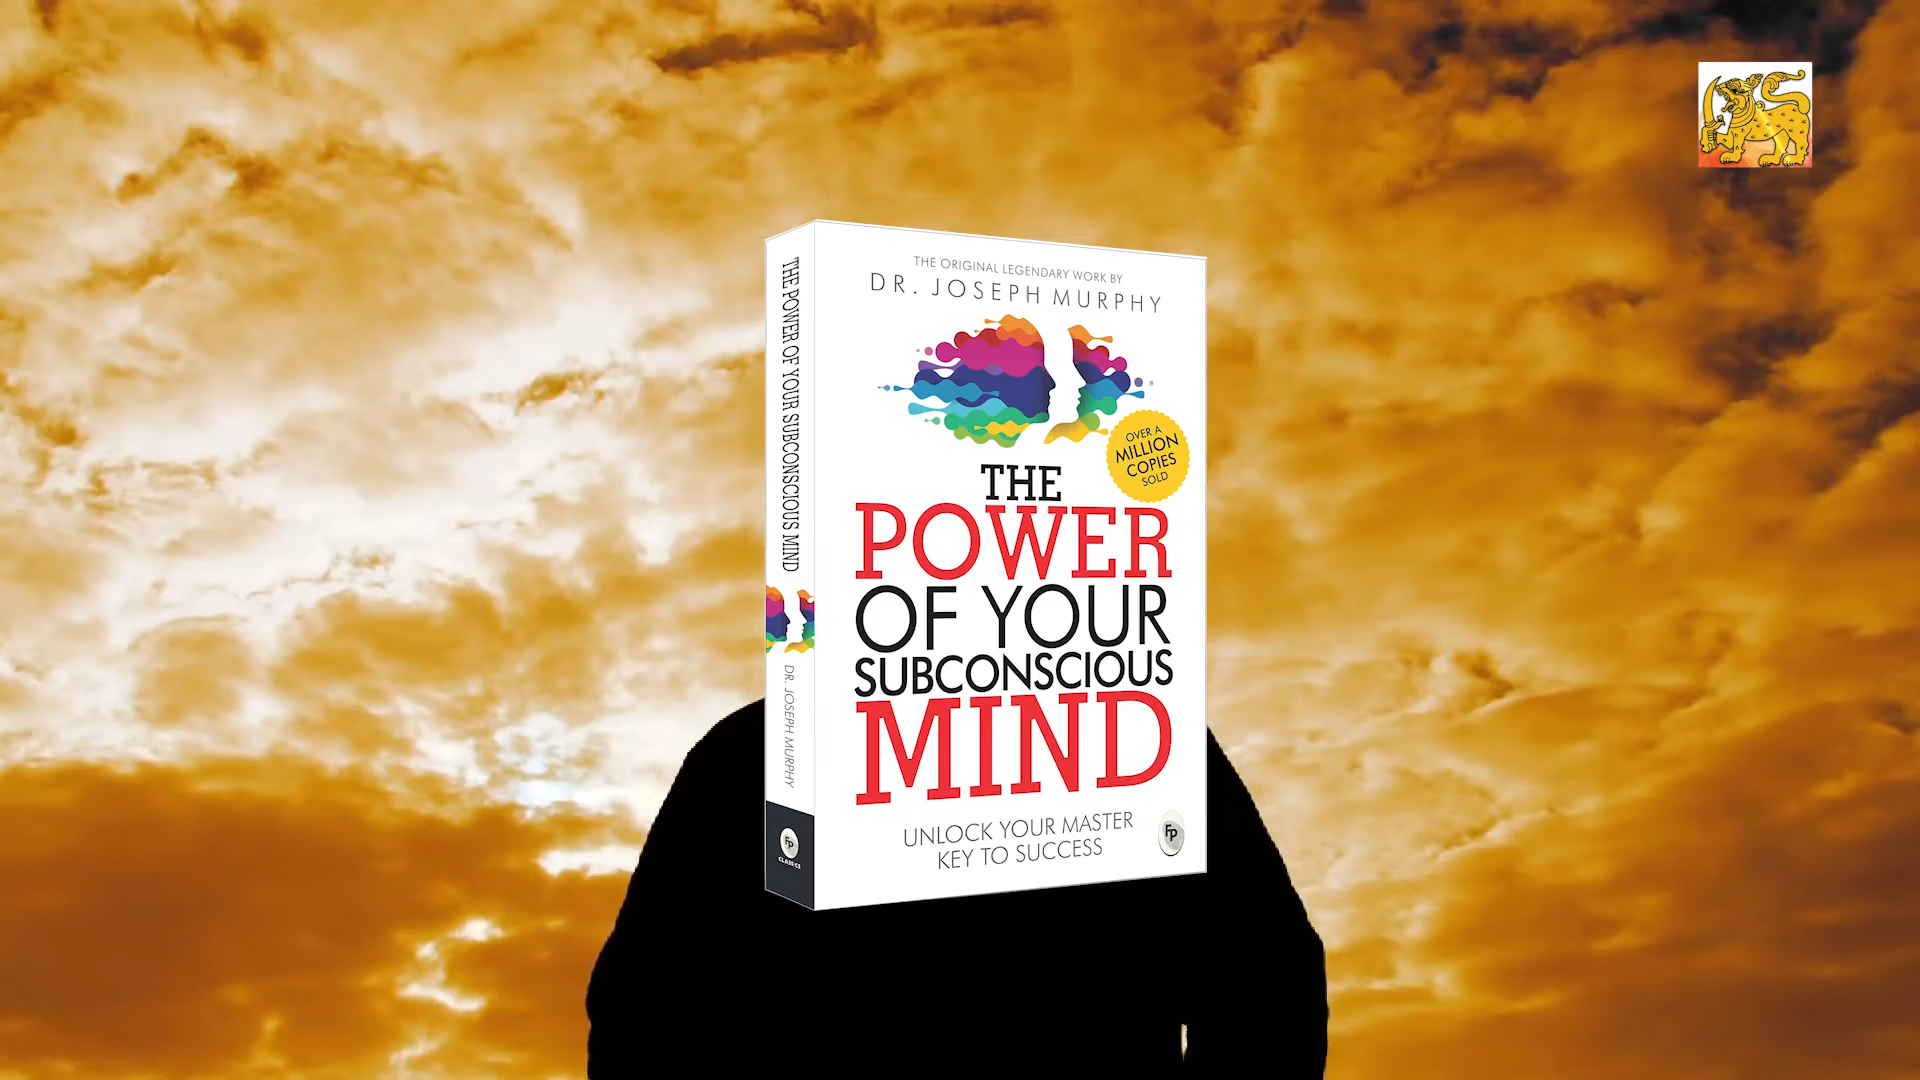 THE ORIGINAL LEGENDARY WORK BY
DR. JOSEPH MURPHY
OVER A
MILLION
COPIES
SOLD
THE
POWER
OF YOUR
SUBCONSCIOUS
MIND
UNLOCK YOUR MASTER
KEY TO SUCCESS
FP
THE POWER OF YOUR SUBCONSCIOUS MIND
DR. JOSEPH MURPHY
FP
CLASSICS